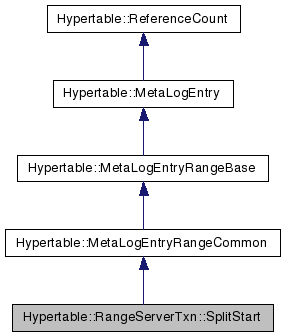 Hypertable::ReferenceCount
Hypertable::MetaLogEntry
Hypertable::MetaLogEntryRangeBase
Hypertable::MetaLogEntryRangeCommon
Hypertable::RangeServerTxn::SplitStart